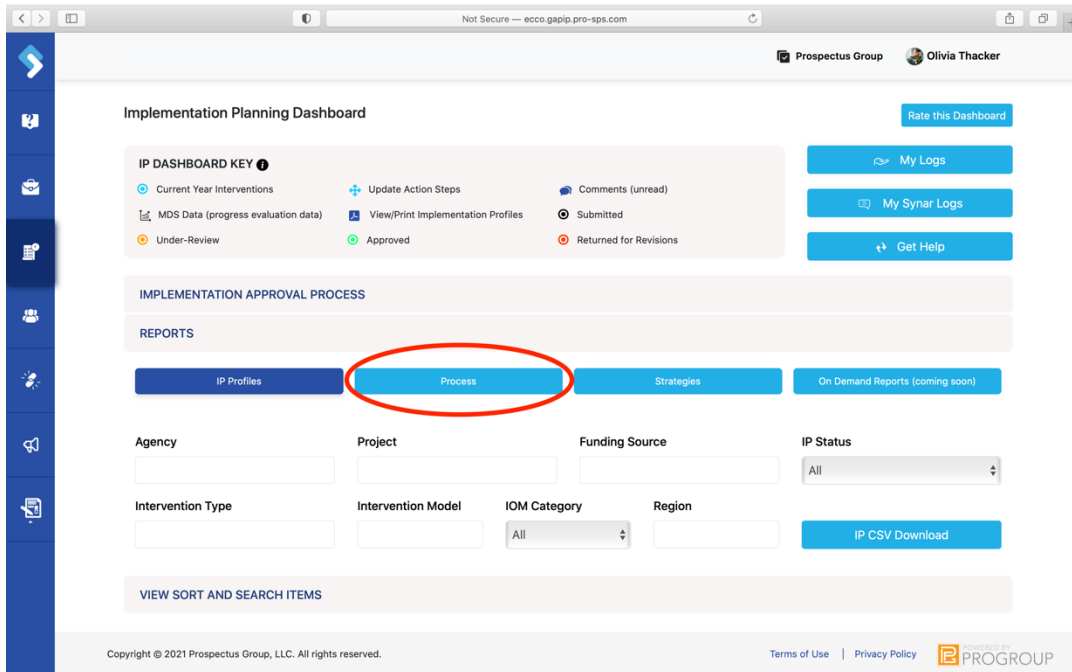 Not Secure — ecco.gapip.pro-sps.com
Prospectus Group Olivia Thacker
Implementation Planning Dashboard
Rate this Dashboard
IP DASHBOARD KEY
Current Year Interventions Update Action Steps Comments (unread)
MDS Data (progress evaluation data) View/Print Implementation Profiles Submitted
Under-Review Approved Returned for Revisions
My Logs
My Synar Logs
Get Help
IMPLEMENTATION APPROVAL PROCESS
REPORTS
IP Profiles Process Strategies On Demand Reports (coming soon)
Agency Project Funding Source IP Status
All
Intervention Type Intervention Model IOM Category Region
All IP CSV Download
VIEW SORT AND SEARCH ITEMS
Copyright © 2021 Prospectus Group, LLC. All rights reserved. Terms of Use | Privacy Policy
POWERED BY
PROGROUP